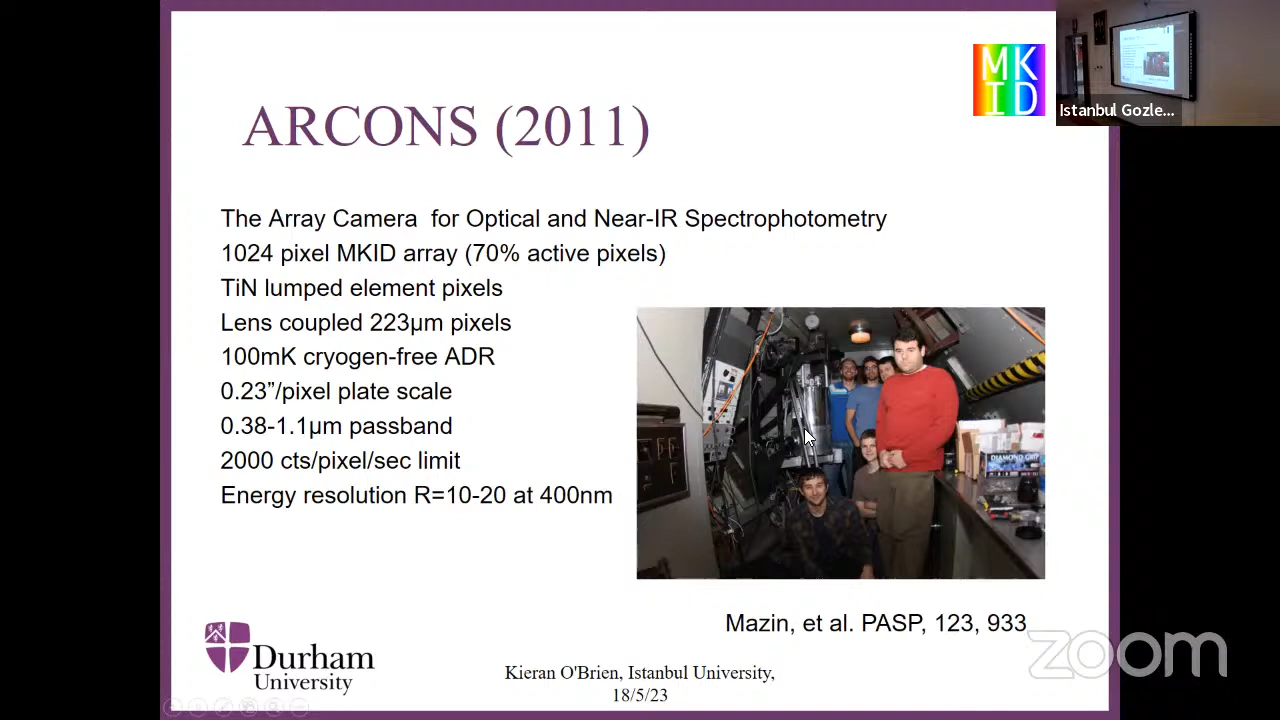 MK
ID
Istanbul Gozle...
ARCONS (2011)
The Array Camera  for Optical and Near-IR Spectrophotometry
1024 pixel MKID array (70% active pixels)
TiN lumped element pixels
Lens coupled 223µm pixels
100mK cryogen-free ADR
0.23”/pixel plate scale
0.38-1.1µm passband
2000 cts/pixel/sec limit
Energy resolution R=10-20 at 400nm
DIAMOND GRIP
Mazin, et al. PASP, 123, 933
Durham
University
Kieran O'Brien, Istanbul University,
18/5/23
zoom